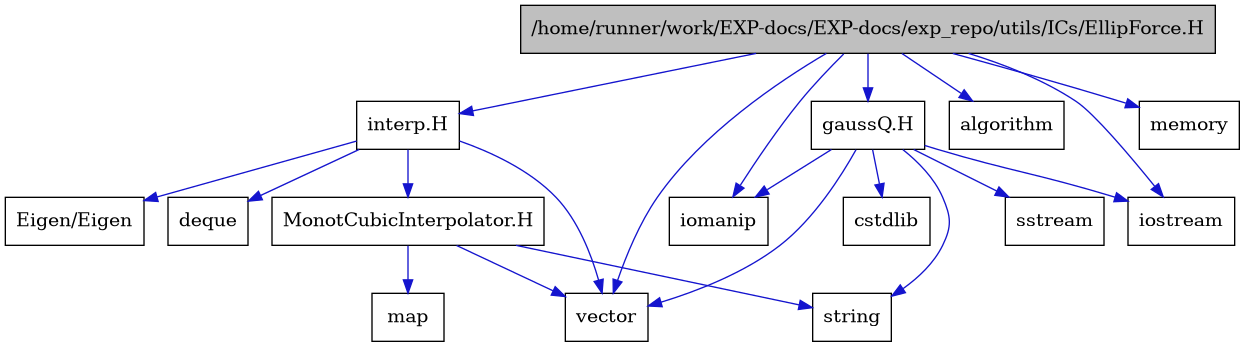 /home/runner/work/EXP-docs/EXP-docs/exp_repo/utils/ICs/EllipForce.H
interp.H
gaussQ.H
algorithm
memory
Eigen/Eigen
deque
MonotCubicInterpolator.H
iomanip
cstdlib
sstream
iostream
map
vector
string